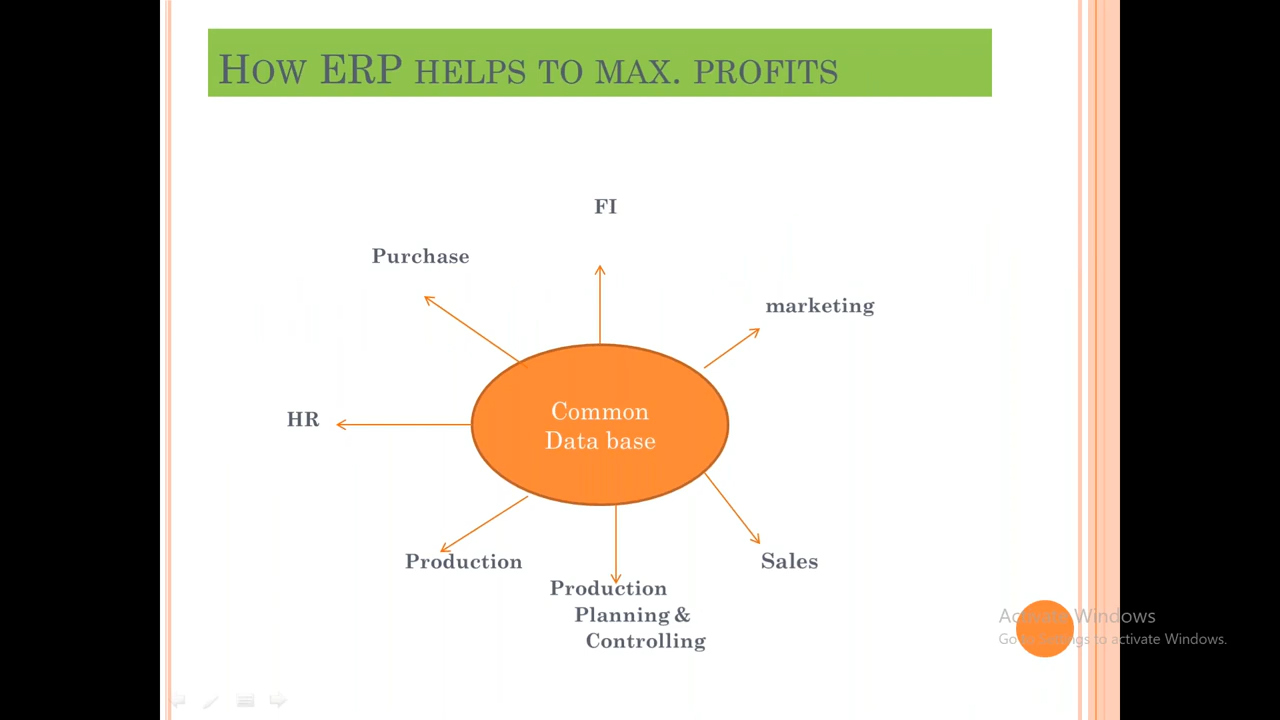 How ERP helps to max. profits
FI
Purchase
marketing
HR
Common
Data base
Production
Sales
Production
Planning &
Controlling
Activate Windows
Go to Settings to activate Windows.